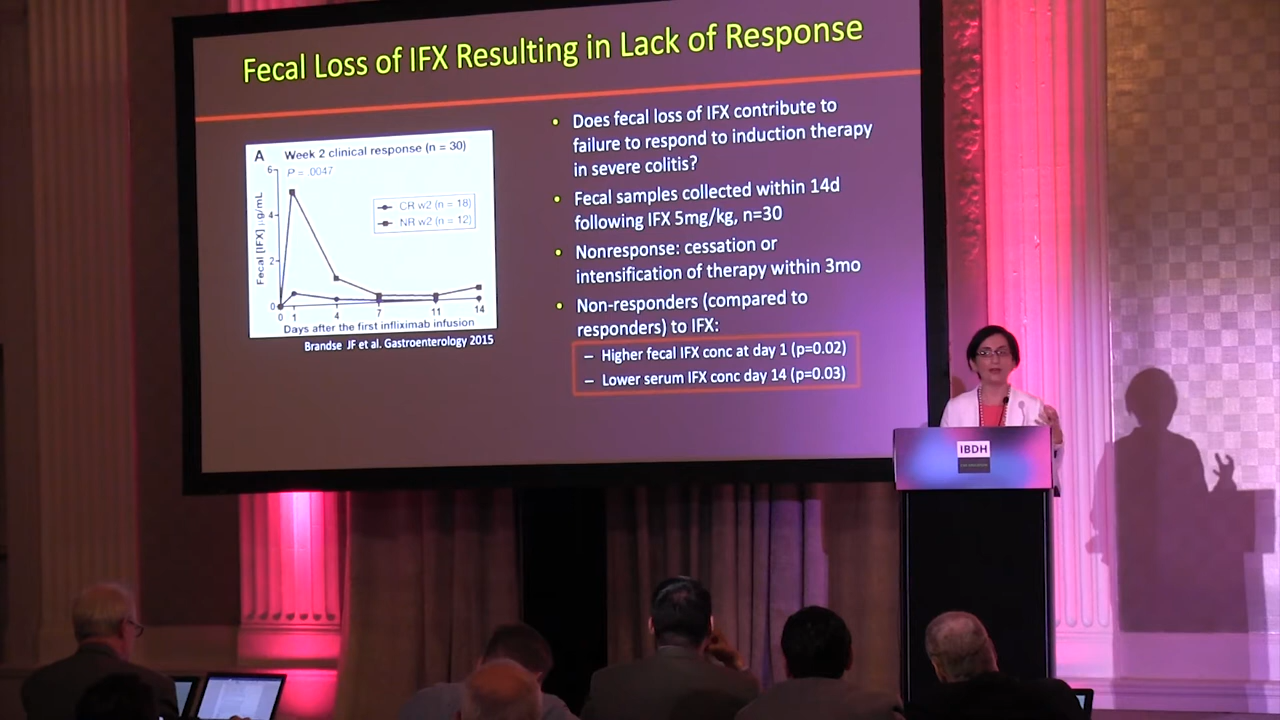 Fecal Loss of IFX Resulting in Lack of Response
A Week 2 clinical response (n = 30)
P = .0047
CR w2 (n = 18)
NR w2 (n = 12)
Fecal [IFX] µg/mL
6
4
2
0
0 1 4 7 11 14
Days after the first infliximab infusion
Brandse JF et al. Gastroenterology 2015
• Does fecal loss of IFX contribute to
failure to respond to induction therapy
in severe colitis?
• Fecal samples collected within 14d
following IFX 5mg/kg, n=30
• Nonresponse: cessation or
intensification of therapy within 3mo
• Non-responders (compared to
responders) to IFX:
– Higher fecal IFX conc at day 1 (p=0.02)
– Lower serum IFX conc day 14 (p=0.03)
IBDH